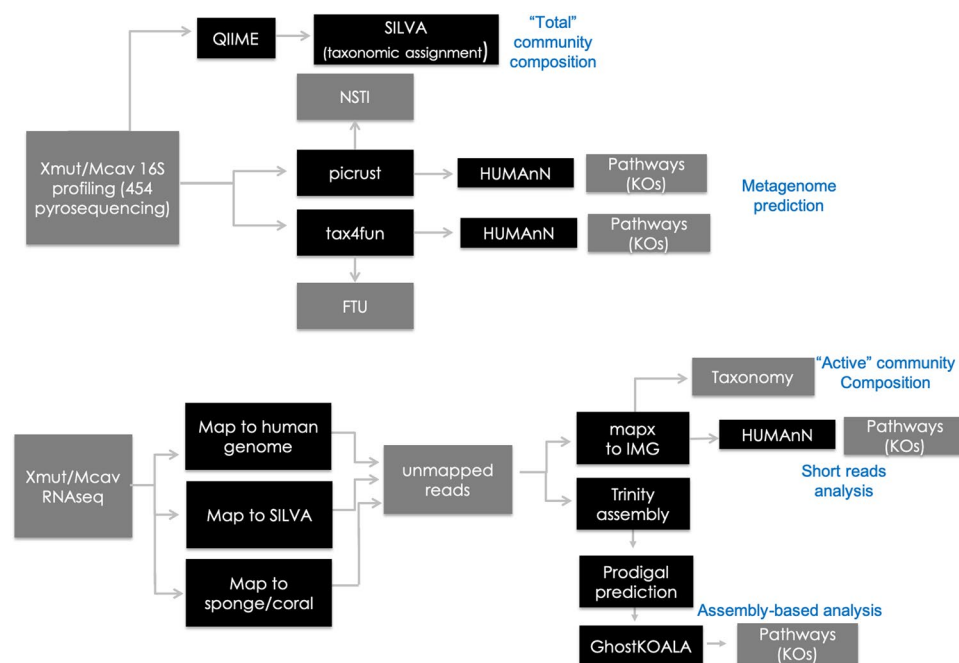 QIIME
SILVA
(taxonomic assignment)
“Total”
community
composition
NSTI
Xmut/Mcav 16S
profiling (454
pyrosequencing)
picrust
HUMAnN
Pathways
(KOs)
Metagenome
prediction
tax4fun
HUMAnN
Pathways
(KOs)
FTU
Taxonomy
“Active” community
Composition
Xmut/Mcav
RNAseq
Map to human
genome
Map to SILVA
Map to
sponge/coral
unmapped
reads
mapx
to IMG
HUMAnN
Pathways
(KOs)
Short reads
analysis
Trinity
assembly
Prodigal
prediction
Assembly-based analysis
GhostKOALA
Pathways
(KOs)